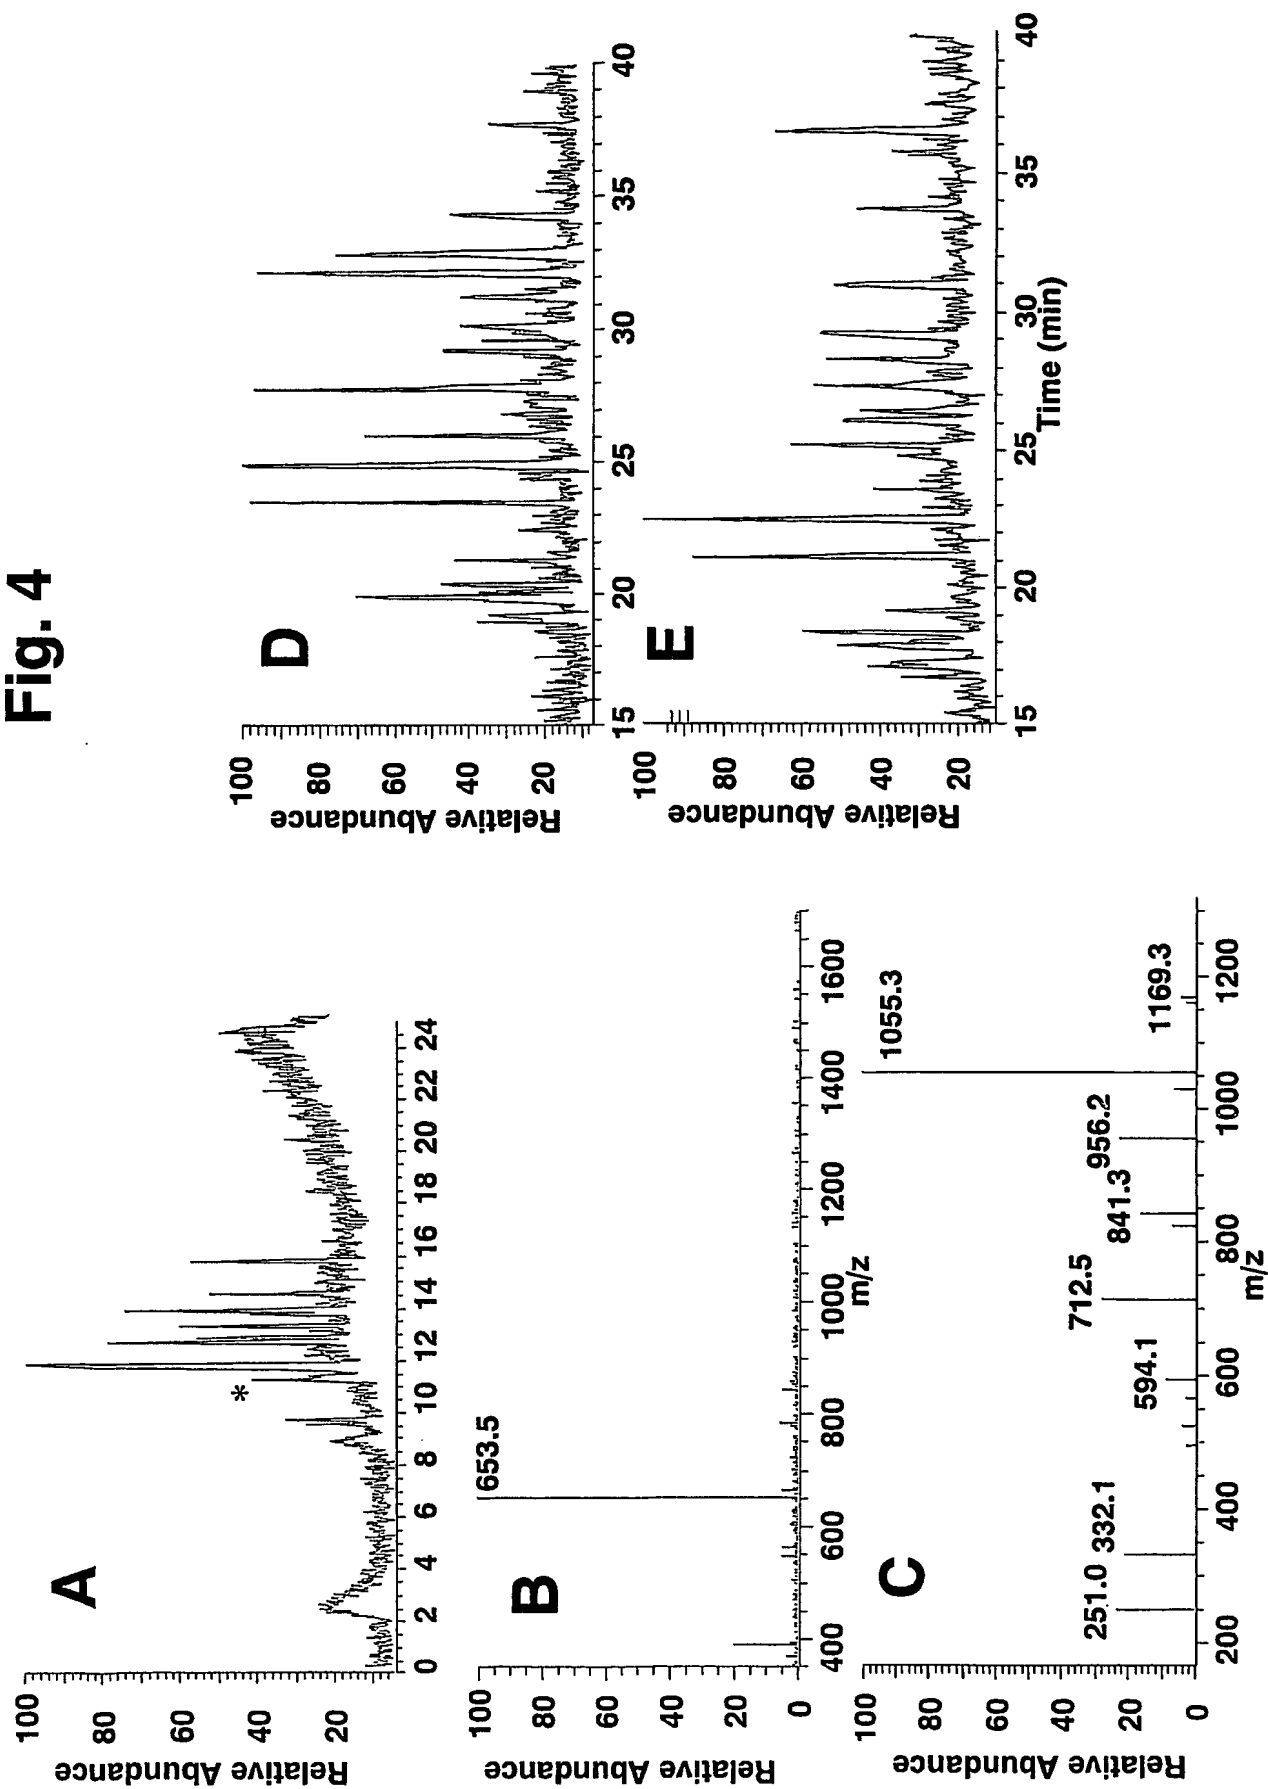 Fig. 4
A
Relative Abundance
100
80
60
40
20
*
0 2 4 6 8 10 12 14 16 18 20 22 24
B
Relative Abundance
100
80
60
40
20
0
653.5
400 600 800 1000 1200 1400 1600
m/z
C
Relative Abundance
100
80
60
40
20
0
251.0
332.1
594.1
712.5
841.3
956.2
1055.3
1169.3
200 400 600 800 1000 1200
m/z
D
Relative Abundance
100
80
60
40
20
15 20 25 30 35 40
E
Relative Abundance
100
80
60
40
20
15 20 25 30 35 40
Time (min)